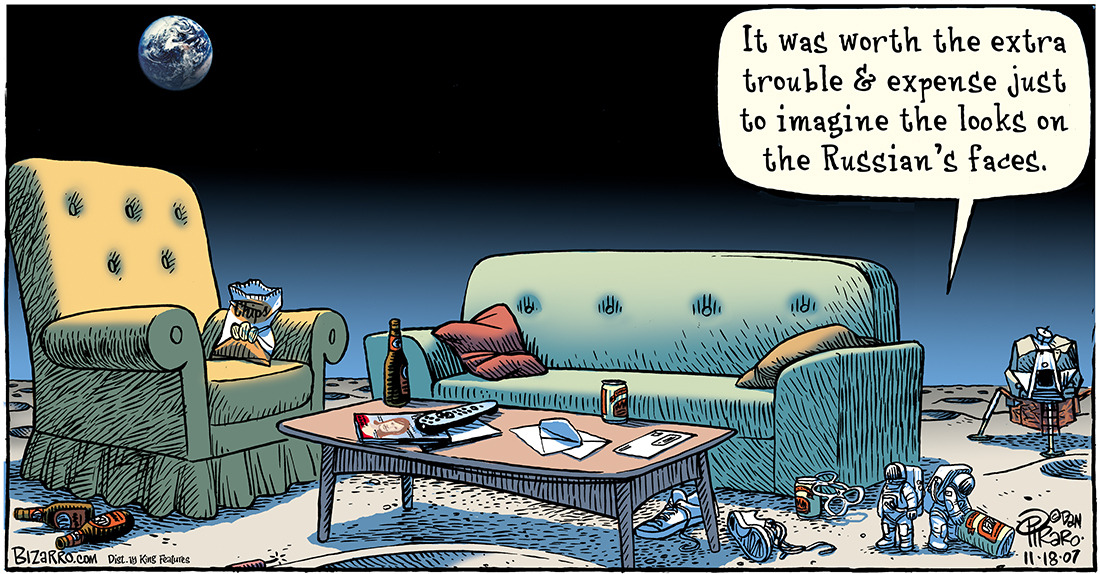 It was worth the extra
trouble & expense just
to imagine the looks on
the Russian's faces.
Chips
BIZARRO.COM Dist. by King Features
©DAN
PIRARO.
11·18·07